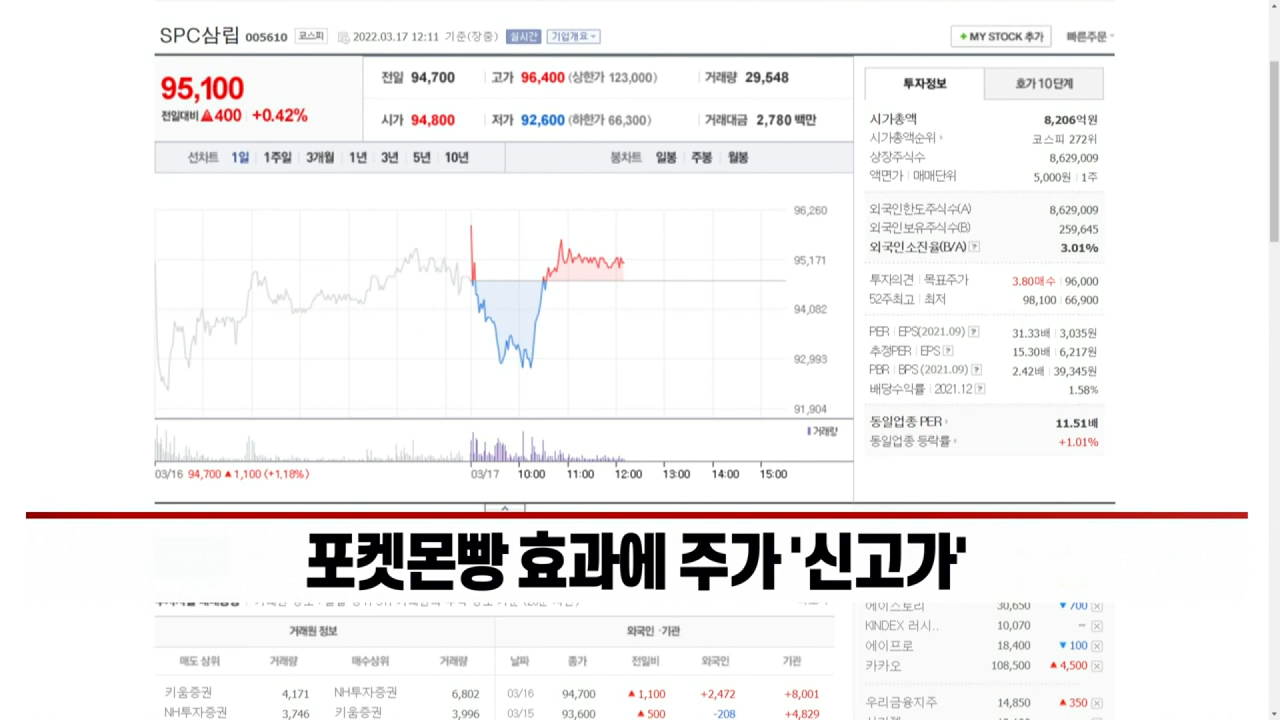 SPC삼립 005610 코스피 2022.03.17 12:11 기준(장중) 실시간 기업개요
+ MY STOCK 추가 빠른주문
95,100
전일대비 ▲400 +0.42%
전일 94,700 고가 96,400 (상한가 123,000) 거래량 29,548
시가 94,800 저가 92,600 (하한가 66,300) 거래대금 2,780 백만
선차트 1일 1주일 3개월 1년 3년 5년 10년 봉차트 일봉 주봉 월봉
96,260
95,171
94,082
92,993
91,904
거래량
03/16 94,700 ▲1,100 (+1,18%) 03/17 10:00 11:00 12:00 13:00 14:00 15:00
투자정보 호가 10단계
시가총액 8,206억원
시가총액순위 코스피 272위
상장주식수 8,629,009
액면가 매매단위 5,000원 1주
외국인한도주식수(A) 8,629,009
외국인보유주식수(B) 259,645
외국인소진율(B/A) ? 3.01%
투자의견 목표주가 3.80매수 96,000
52주최고 최저 98,100 66,900
PER EPS(2021.09) ? 31.33배 3,035원
추정PER EPS ? 15.30배 6,217원
PBR BPS (2021.09) ? 2.42배 39,345원
배당수익률 2021.12 ? 1.58%
동일업종 PER 11.51배
동일업종 등락률 +1.01%
포켓몬빵 효과에 주가 '신고가'
거래원 정보 외국인·기관
매도 상위 거래량 매수상위 거래량 날짜 종가 전일비 외국인 기관
키움증권 4,171 NH투자증권 6,802 03/16 94,700 ▲1,100 +2,472 +8,001
NH투자증권 3,746 키움증권 3,996 03/15 93,600 ▲500 -208 +4,829
에이스토리 30,650 ▼700
KINDEX 러시.. 10,070 -
에이프로 18,400 ▼100
카카오 108,500 ▲4,500
우리금융지주 14,850 ▲350